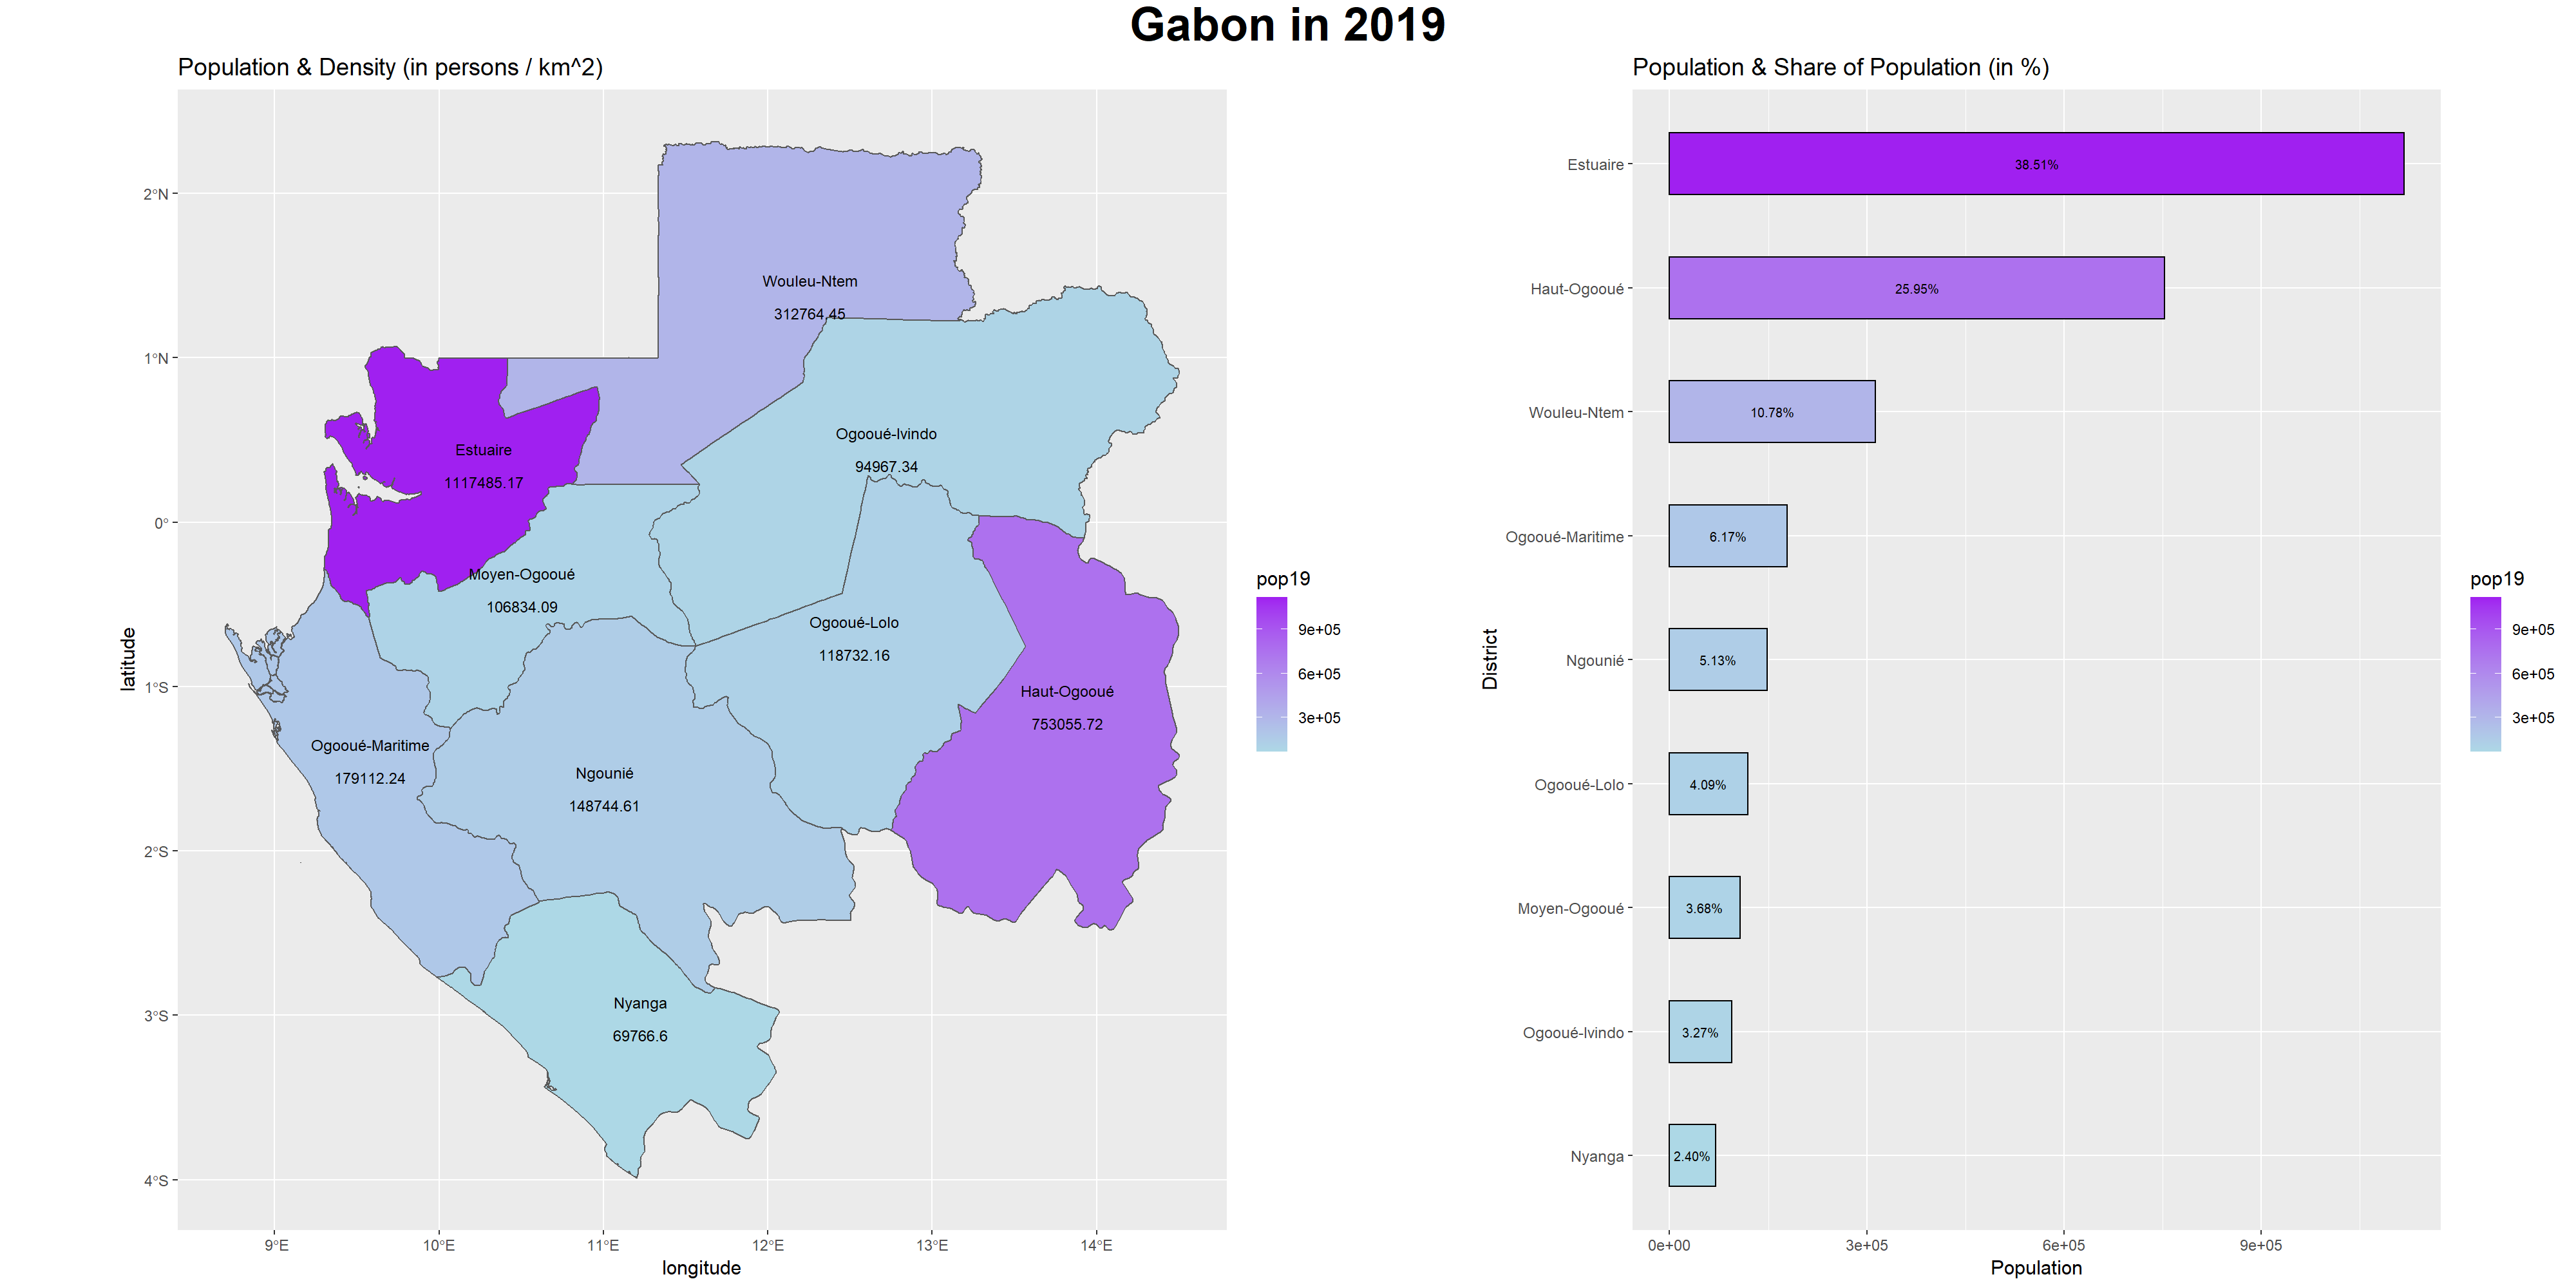 Gabon in 2019
Population & Density (in persons / km^2)
2°N
1°N
0°
1°S
2°S
3°S
4°S
latitude
Wouleu-Ntem
312764.45
Estuaire
1117485.17
Ogooué-Ivindo
94967.34
Moyen-Ogooué
106834.09
Ogooué-Lolo
118732.16
Haut-Ogooué
753055.72
Ogooué-Maritime
179112.24
Ngounié
148744.61
Nyanga
69766.6
9°E
10°E
11°E
12°E
13°E
14°E
longitude
pop19
9e+05
6e+05
3e+05
Population & Share of Population (in %)
District
Estuaire
38.51%
Haut-Ogooué
25.95%
Wouleu-Ntem
10.78%
Ogooué-Maritime
6.17%
Ngounié
5.13%
Ogooué-Lolo
4.09%
Moyen-Ogooué
3.68%
Ogooué-Ivindo
3.27%
Nyanga
2.40%
0e+00
3e+05
6e+05
9e+05
Population
pop19
9e+05
6e+05
3e+05